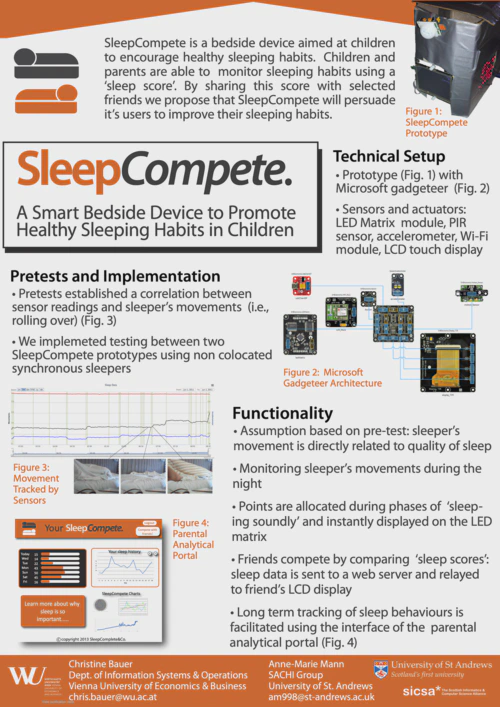 SleepCompete is a bedside device aimed at children
to encourage healthy sleeping habits. Children and
parents are able to monitor sleeping habits using a
'sleep score'. By sharing this score with selected
friends we propose that SleepCompete will persuade
it's users to improve their sleeping habits.
Figure 1:
SleepCompete
Prototype
SleepCompete.
A Smart Bedside Device to Promote
Healthy Sleeping Habits in Children
Technical Setup
• Prototype (Fig. 1) with
Microsoft gadgeteer (Fig. 2)
• Sensors and actuators:
LED Matrix module, PIR
sensor, accelerometer, Wi-Fi
module, LCD touch display
Pretests and Implementation
• Pretests established a correlation between
sensor readings and sleeper's movements (i.e.,
rolling over) (Fig. 3)
• We implemeted testing between two
SleepCompete prototypes using non colocated
synchronous sleepers
Figure 2: Microsoft
Gadgeteer Architecture
Figure 3:
Movement
Tracked by
Sensors
Functionality
• Assumption based on pre-test: sleeper's
movement is directly related to quality of sleep
• Monitoring sleeper's movements during the
night
• Points are allocated during phases of 'sleep-
ing soundly' and instantly displayed on the LED
matrix
• Friends compete by comparing 'sleep scores':
sleep data is sent to a web server and relayed
to friend's LCD display
• Long term tracking of sleep behaviours is
facilitated using the interface of the parental
analytical portal (Fig. 4)
Your SleepCompete.
Your sleep history
SleepCompete Charts
Learn more about why
sleep is so
important.....
© copyright 2013 SleepCompete&Co.
Figure 4:
Parental
Analytical
Portal
WU
Christine Bauer
Dept. of Information Systems & Operations
Vienna University of Economics & Business
chris.bauer@wu.ac.at
Anne-Marie Mann
SACHI Group
University of St. Andrews
am998@st-andrews.ac.uk
University of St Andrews
Scotland's first university
sicsa*